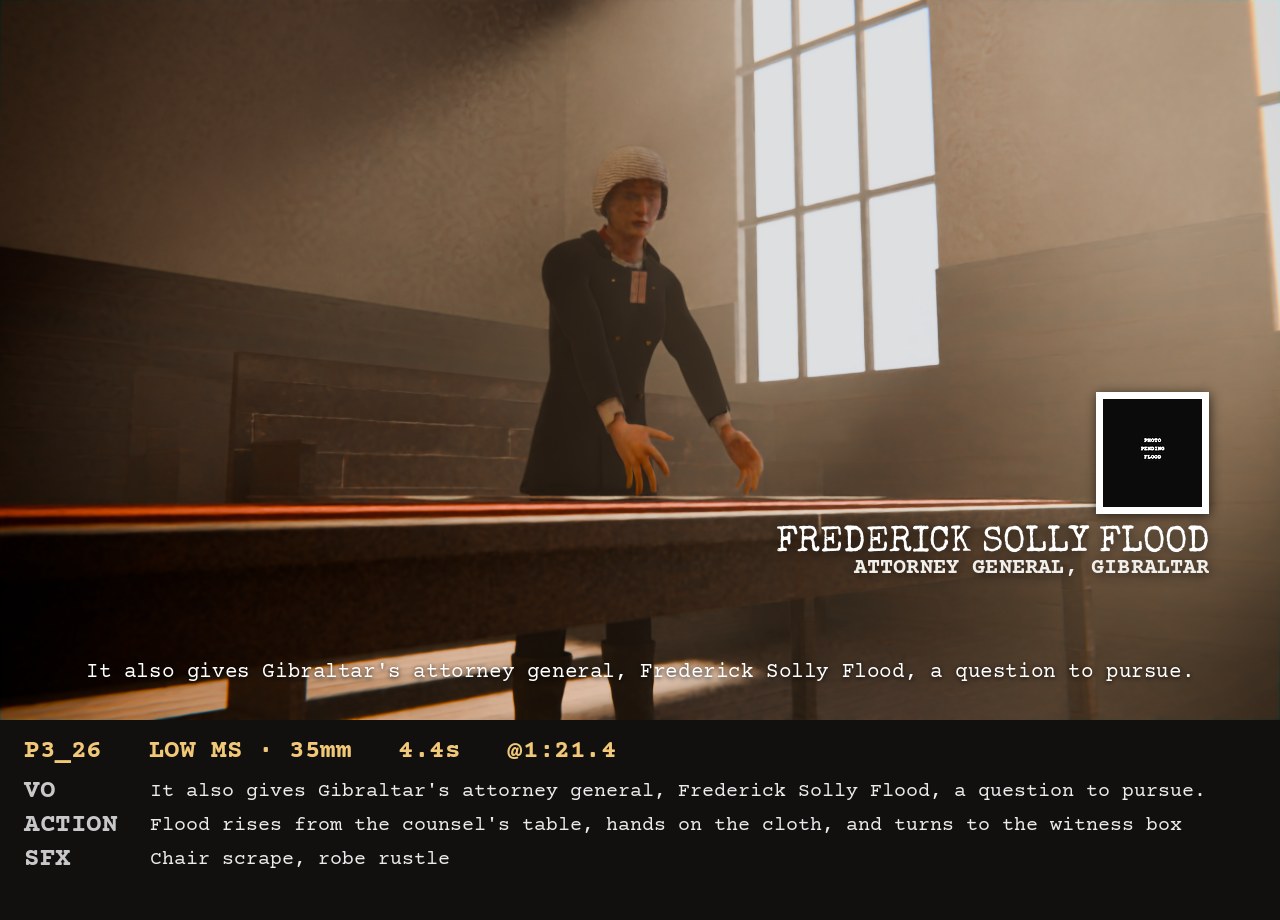 PHOTO
PENDING
FLOOD
FREDERICK SOLLY FLOOD
ATTORNEY GENERAL, GIBRALTAR
It also gives Gibraltar's attorney general, Frederick Solly Flood, a question to pursue.
P3_26 LOW MS · 35mm 4.4s @1:21.4
VO It also gives Gibraltar's attorney general, Frederick Solly Flood, a question to pursue.
ACTION Flood rises from the counsel's table, hands on the cloth, and turns to the witness box
SFX Chair scrape, robe rustle